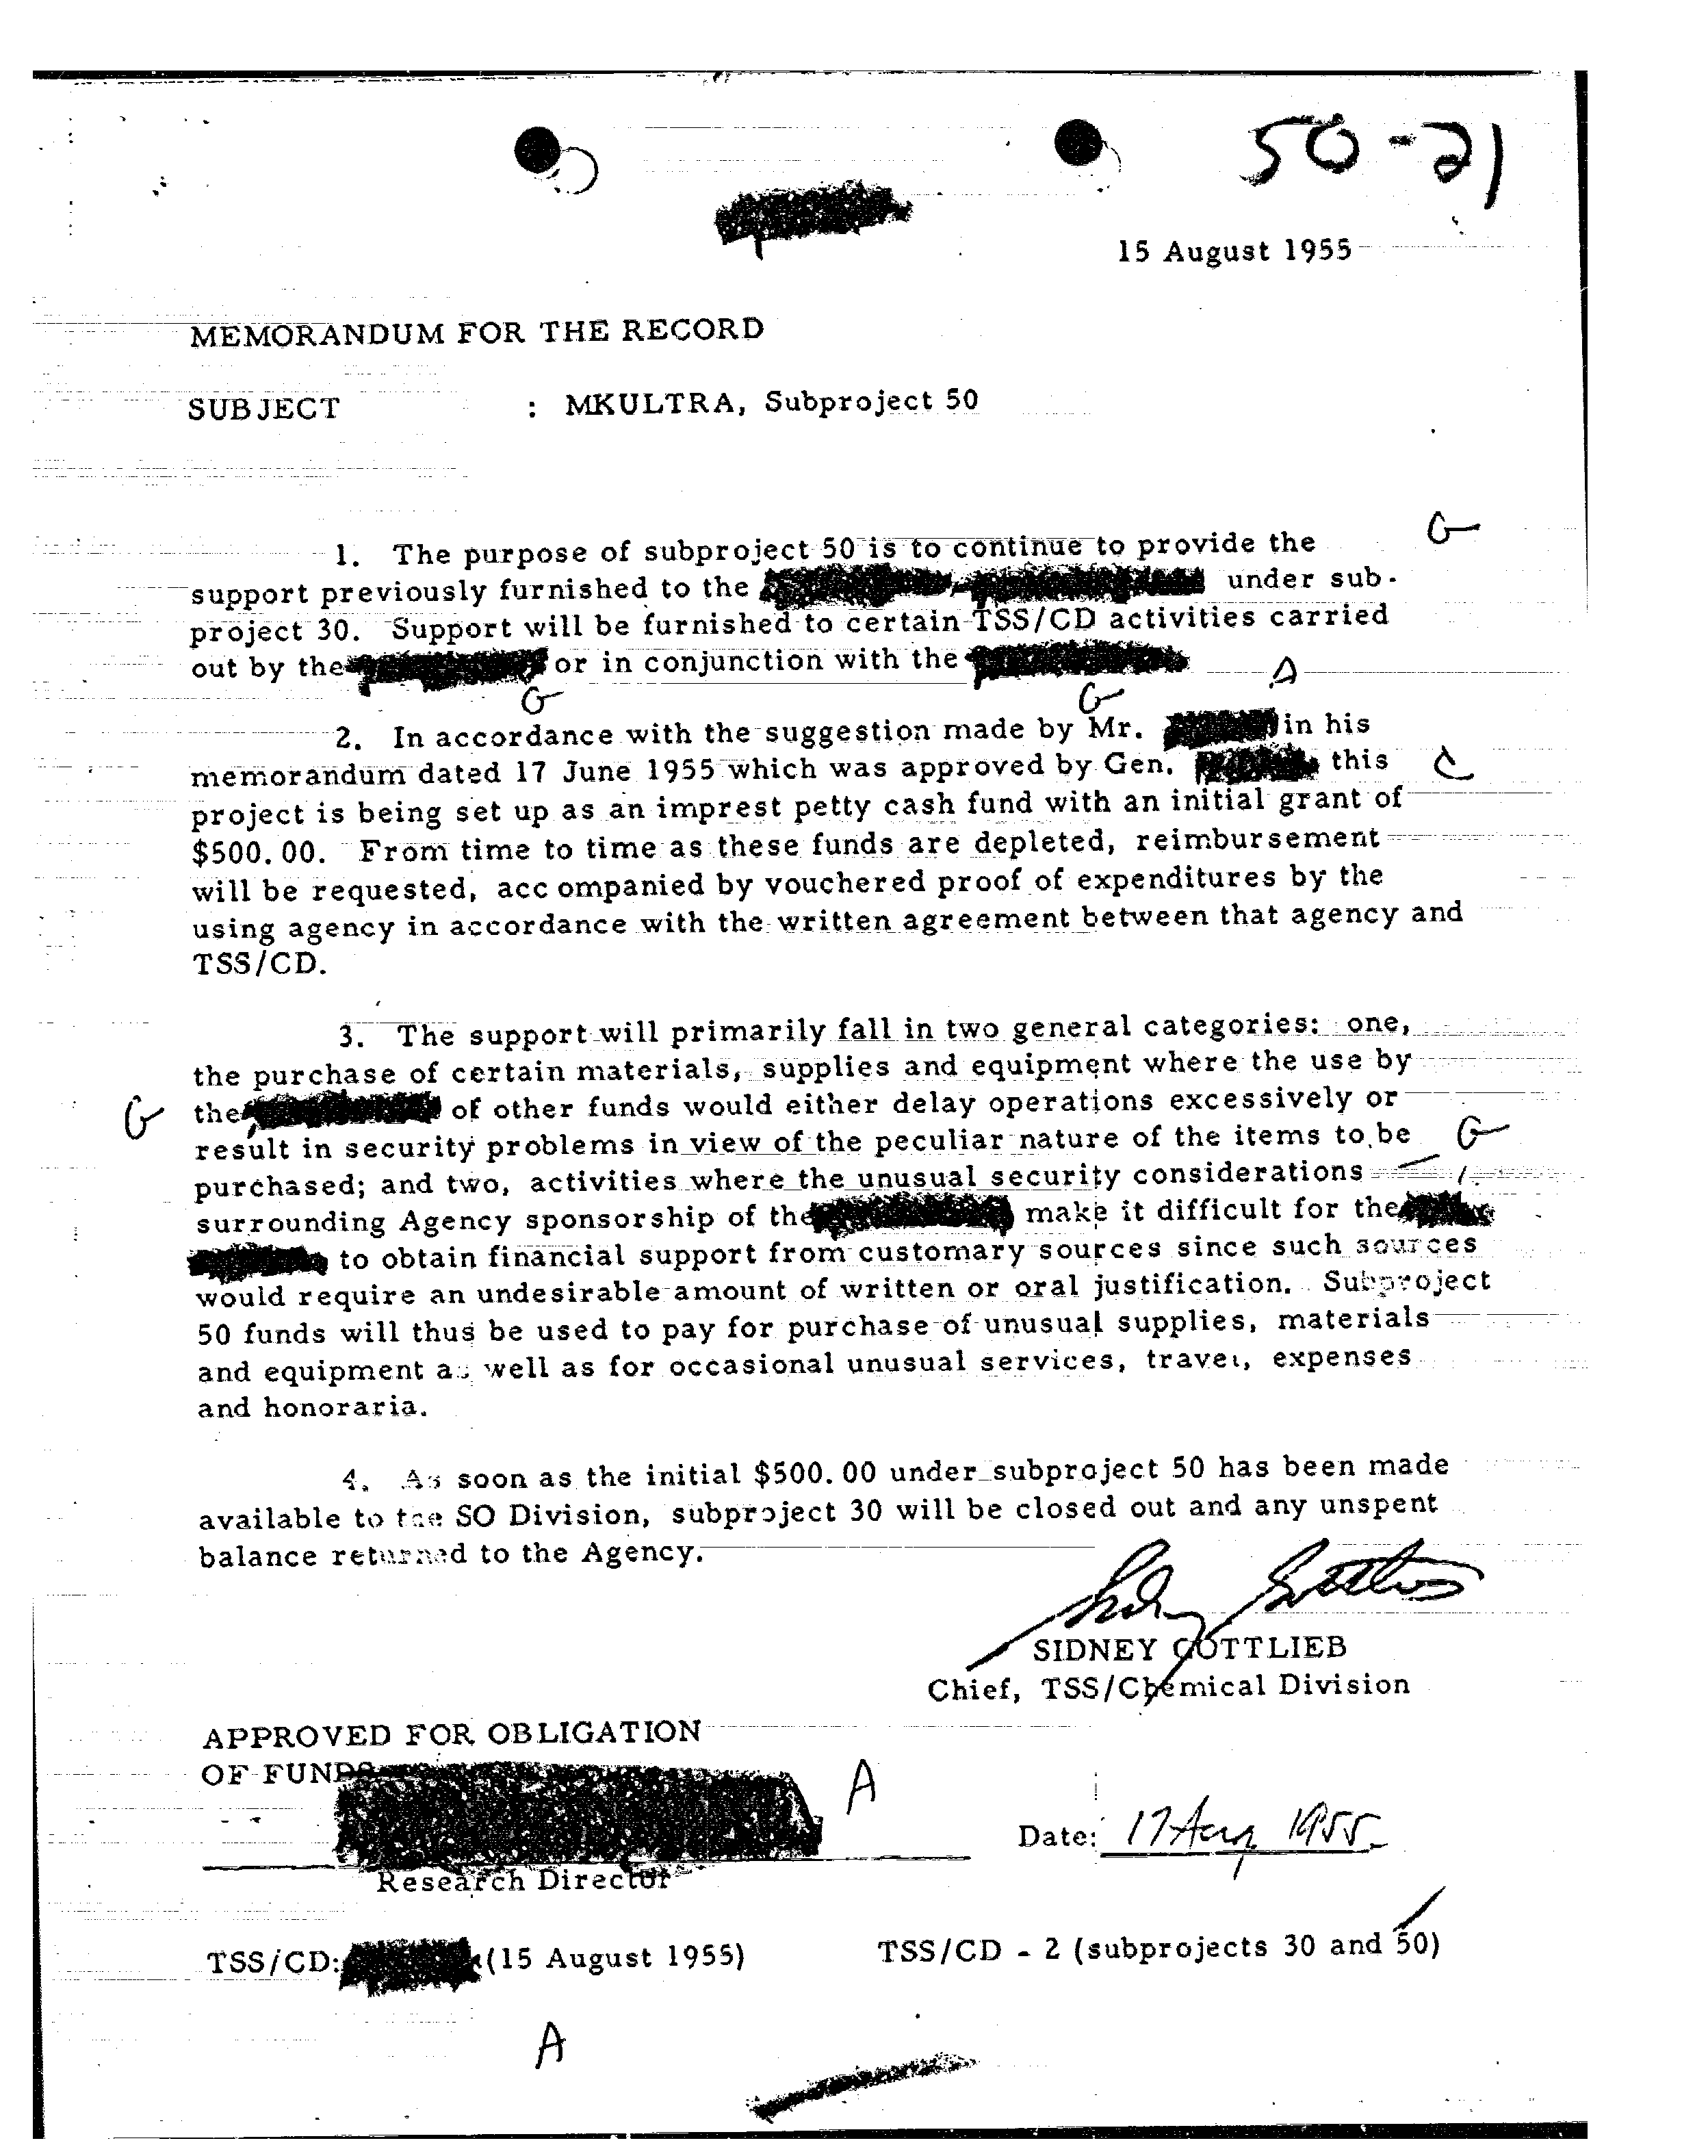 50-21
15 August 1955
MEMORANDUM FOR THE RECORD
SUBJECT : MKULTRA, Subproject 50
G
1. The purpose of subproject 50 is to continue to provide the
support previously furnished to the under sub-
project 30. Support will be furnished to certain TSS/CD activities carried
out by the or in conjunction with the
A
G G
2. In accordance with the suggestion made by Mr. in his
memorandum dated 17 June 1955 which was approved by Gen. this
C
project is being set up as an imprest petty cash fund with an initial grant of
$500.00. From time to time as these funds are depleted, reimbursement
will be requested, acc ompanied by vouchered proof of expenditures by the
using agency in accordance with the written agreement between that agency and
TSS/CD.
3. The support will primarily fall in two general categories: one,
the purchase of certain materials, supplies and equipment where the use by
G the of other funds would either delay operations excessively or
result in security problems in view of the peculiar nature of the items to be G
purchased; and two, activities where the unusual security considerations
surrounding Agency sponsorship of the make it difficult for the
to obtain financial support from customary sources since such sources
would require an undesirable amount of written or oral justification. Subproject
50 funds will thus be used to pay for purchase of unusual supplies, materials
and equipment as well as for occasional unusual services, travel, expenses
and honoraria.
4. As soon as the initial $500.00 under subproject 50 has been made
available to the SO Division, subproject 30 will be closed out and any unspent
balance returned to the Agency.
Sidney Gottlieb
SIDNEY GOTTLIEB
Chief, TSS/Chemical Division
APPROVED FOR OBLIGATION
OF FUNDS
A
Date: 17 Aug 1955
Research Director
TSS/CD: (15 August 1955) TSS/CD - 2 (subprojects 30 and 50)
A